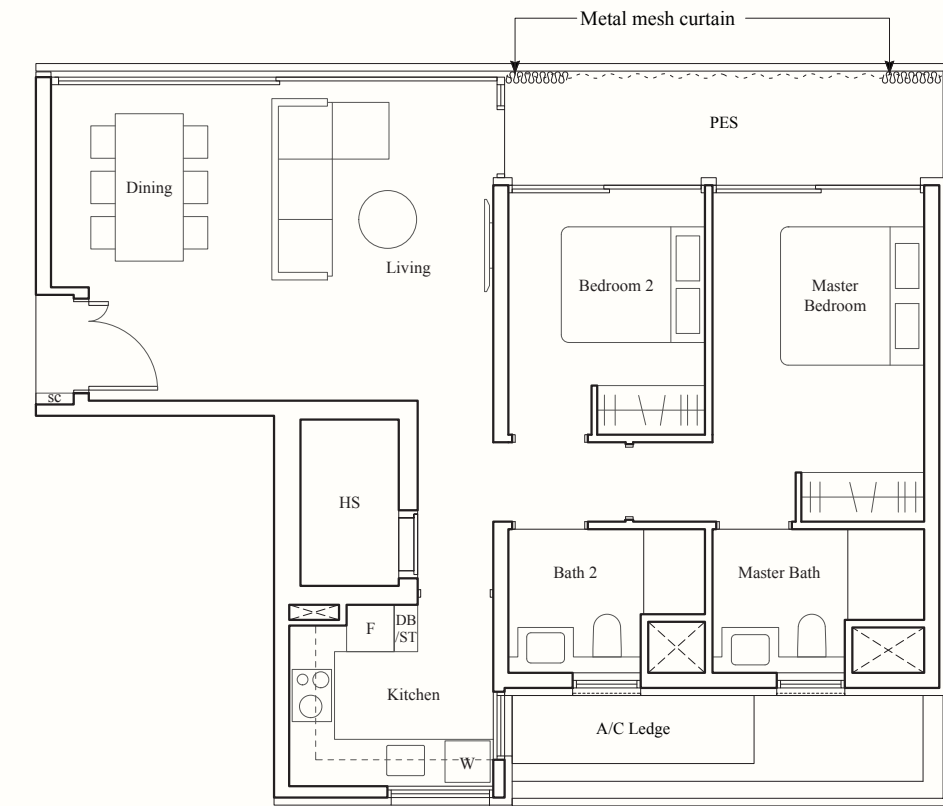 Metal mesh curtain
PES
Dining
Living
Bedroom 2
Master
Bedroom
sc
HS
Bath 2
Master Bath
F
DB
/ST
Kitchen
W
A/C Ledge